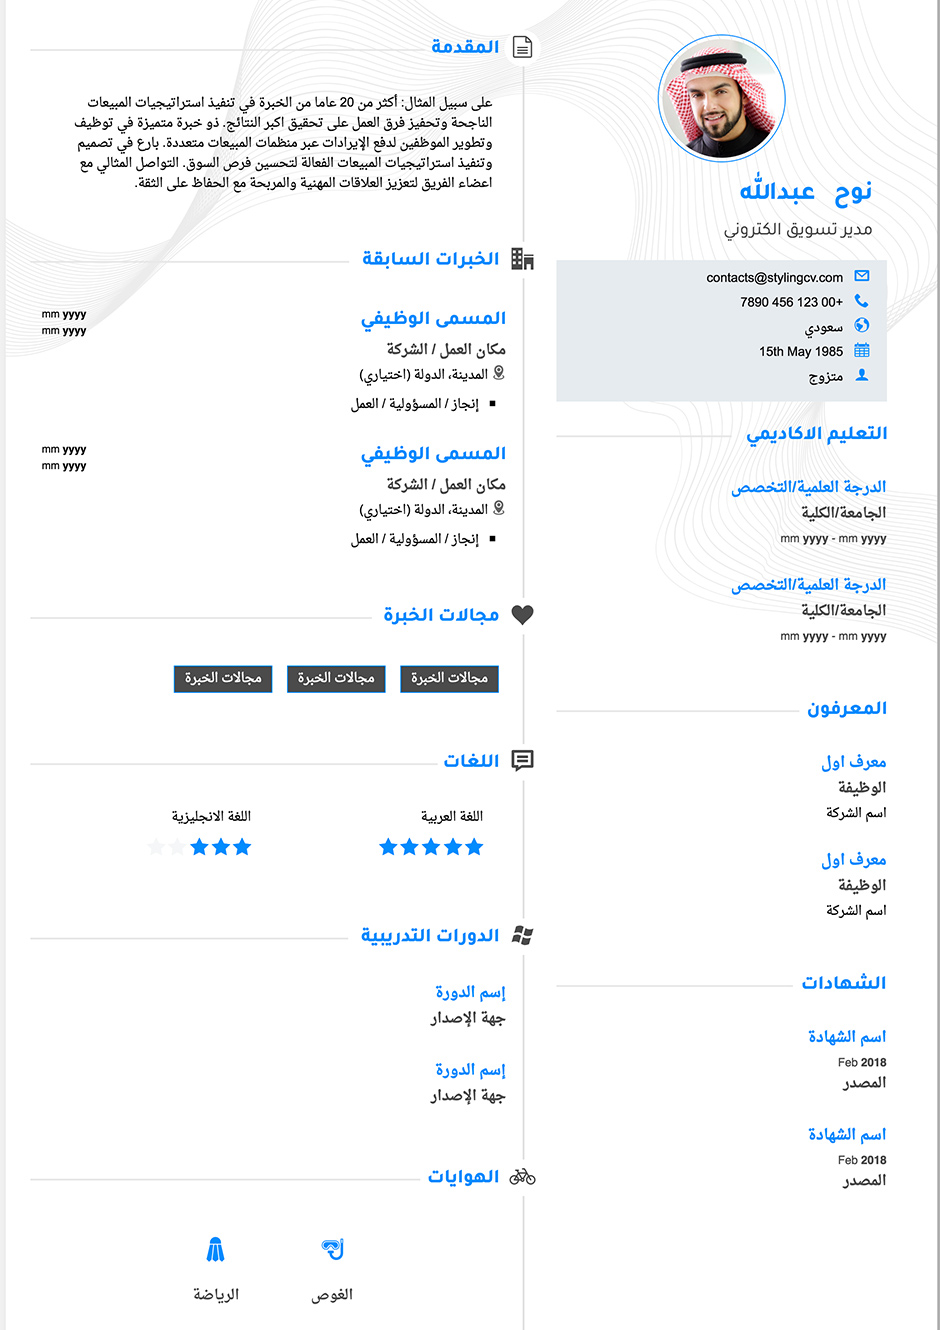 نوح عبدالله
مدير تسويق الكتروني
contacts@stylingcv.com
7890 456 123 00+
سعودي
15th May 1985
متزوج
التعليم الاكاديمي
الدرجة العلمية/التخصص
الجامعة/الكلية
mm yyyy - mm yyyy
الدرجة العلمية/التخصص
الجامعة/الكلية
mm yyyy - mm yyyy
المعرفون
معرف اول
الوظيفة
اسم الشركة
معرف اول
الوظيفة
اسم الشركة
الشهادات
اسم الشهادة
Feb 2018
المصدر
اسم الشهادة
Feb 2018
المصدر
المقدمة
على سبيل المثال: أكثر من 20 عاما من الخبرة في تنفيذ استراتيجيات المبيعات
الناجحة وتحفيز فرق العمل على تحقيق اكبر النتائج. ذو خبرة متميزة في توظيف
وتطوير الموظفين لدفع الإيرادات عبر منظمات المبيعات متعددة. بارع في تصميم
وتنفيذ استراتيجيات المبيعات الفعالة لتحسين فرص السوق. التواصل المثالي مع
اعضاء الفريق لتعزيز العلاقات المهنية والمربحة مع الحفاظ على الثقة.
الخبرات السابقة
المسمى الوظيفي
mm yyyy
mm yyyy
مكان العمل / الشركة
المدينة، الدولة (اختياري)
▪ إنجاز / المسؤولية / العمل
المسمى الوظيفي
mm yyyy
mm yyyy
مكان العمل / الشركة
المدينة، الدولة (اختياري)
▪ إنجاز / المسؤولية / العمل
مجالات الخبرة
مجالات الخبرة مجالات الخبرة مجالات الخبرة
اللغات
اللغة العربية اللغة الانجليزية
الدورات التدريبية
إسم الدورة
جهة الإصدار
إسم الدورة
جهة الإصدار
الهوايات
الغوص الرياضة